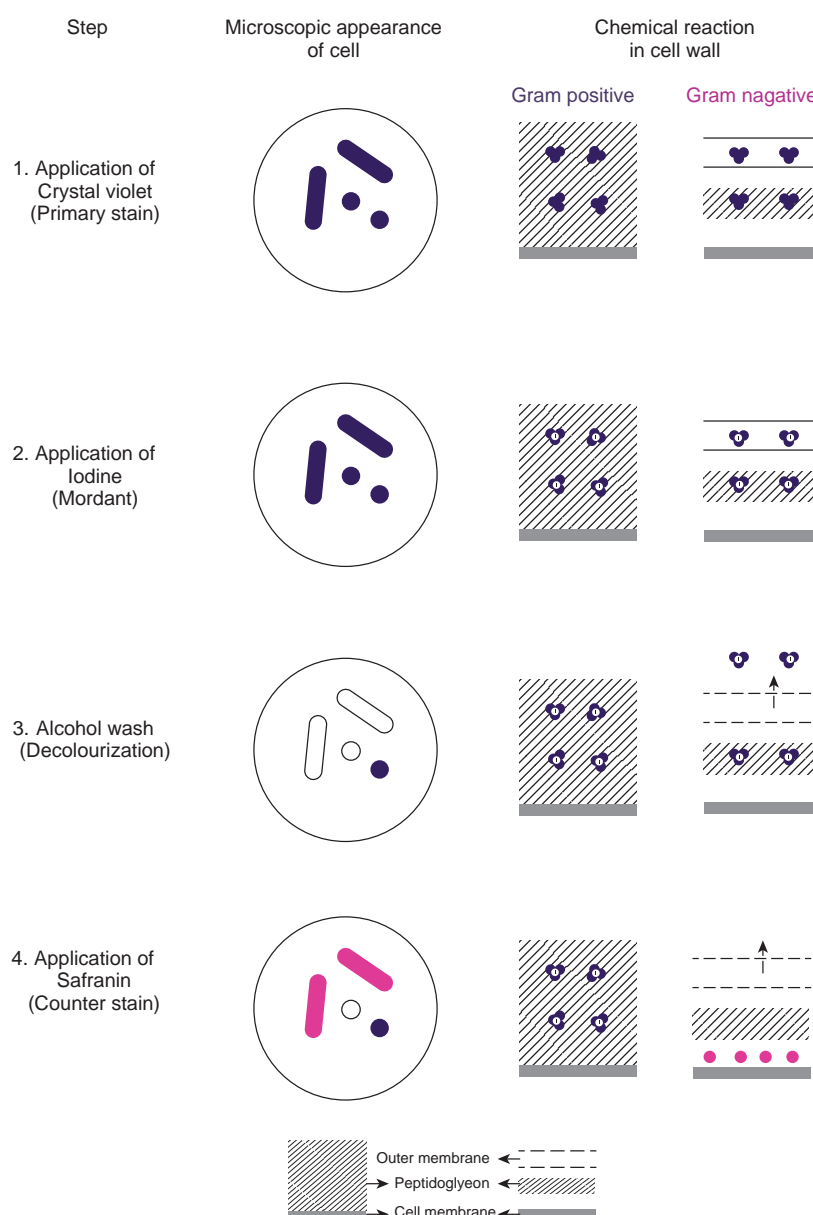 Step
Microscopic appearance
of cell
Chemical reaction
in cell wall
Gram positive
Gram nagative
1. Application of
Crystal violet
(Primary stain)
2. Application of
Iodine
(Mordant)
3. Alcohol wash
(Decolourization)
4. Application of
Safranin
(Counter stain)
Outer membrane
Peptidoglyeon
Cell membrane